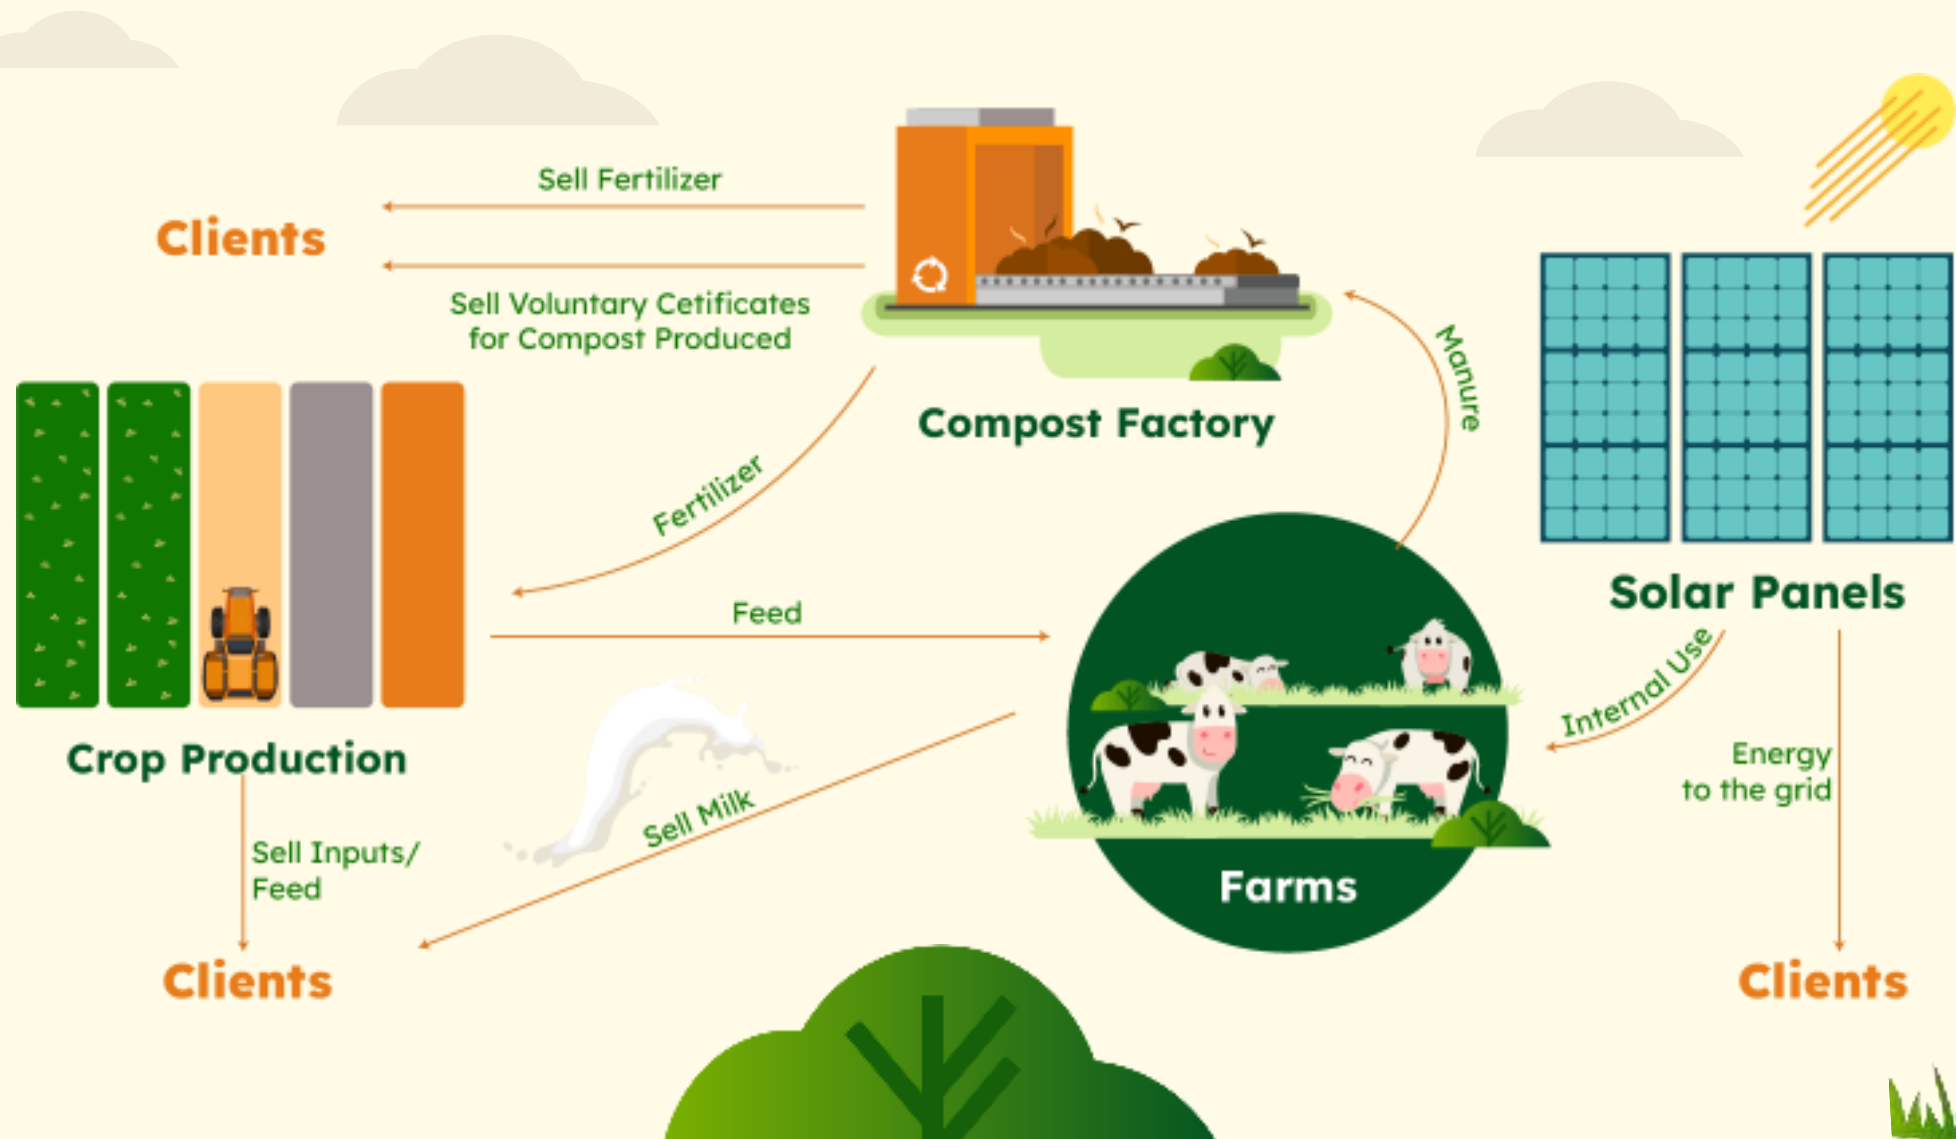 Sell Fertilizer
Clients
Sell Voluntary Cetificates
for Compost Produced
Manure
Compost Factory
Fertilizer
Solar Panels
Feed
Internal Use
Crop Production
Energy
to the grid
Sell Milk
Sell Inputs/
Feed
Farms
Clients
Clients